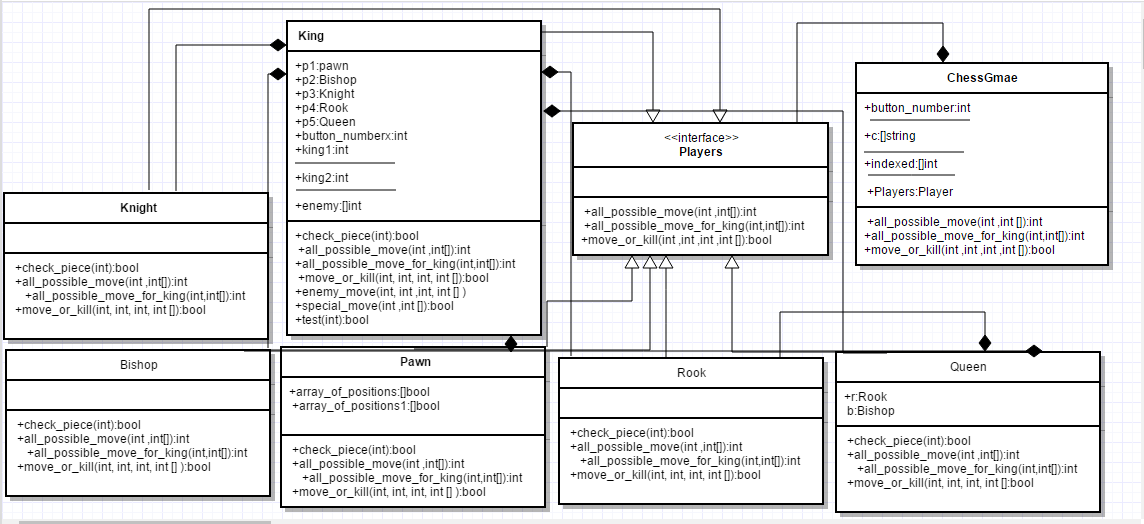 King
+p1:pawn
+p2:Bishop
+p3:Knight
+p4:Rook
+p5:Queen
+button_numberx:int
+king1:int
+king2:int
+enemy:[]int
+check_piece(int):bool
+all_possible_move(int ,int[]):int
+all_possible_move_for_king(int,int[]):int
+move_or_kill(int, int, int, int []):bool
+enemy_move(int, int ,int, int [] )
+special_move(int ,int []):bool
+test(int):bool
<<interface>>
Players
+all_possible_move(int ,int[]):int
+all_possible_move_for_king(int,int[]):int
+move_or_kill(int ,int ,int ,int []):bool
ChessGmae
+button_number:int
+c:[]string
+indexed:[]int
+Players:Player
+all_possible_move(int ,int []):int
+all_possible_move_for_king(int,int[]):int
+move_or_kill(int ,int ,int ,int []):bool
Knight
+check_piece(int):bool
+all_possible_move(int ,int[]):int
+all_possible_move_for_king(int,int[]):int
+move_or_kill(int, int, int, int []):bool
Bishop
+check_piece(int):bool
+all_possible_move(int ,int[]):int
+all_possible_move_for_king(int,int[]):int
+move_or_kill(int, int, int, int [] ):bool
Pawn
+array_of_positions:[]bool
+array_of_positions1:[]bool
+check_piece(int):bool
+all_possible_move(int ,int[]):int
+all_possible_move_for_king(int,int[]):int
+move_or_kill(int, int, int, int [] ):bool
Rook
+check_piece(int):bool
+all_possible_move(int ,int[]):int
+all_possible_move_for_king(int,int[]):int
+move_or_kill(int, int, int, int []):bool
Queen
+r:Rook
b:Bishop
+check_piece(int):bool
+all_possible_move(int ,int[]):int
+all_possible_move_for_king(int,int[]):int
+move_or_kill(int, int, int, int []:bool